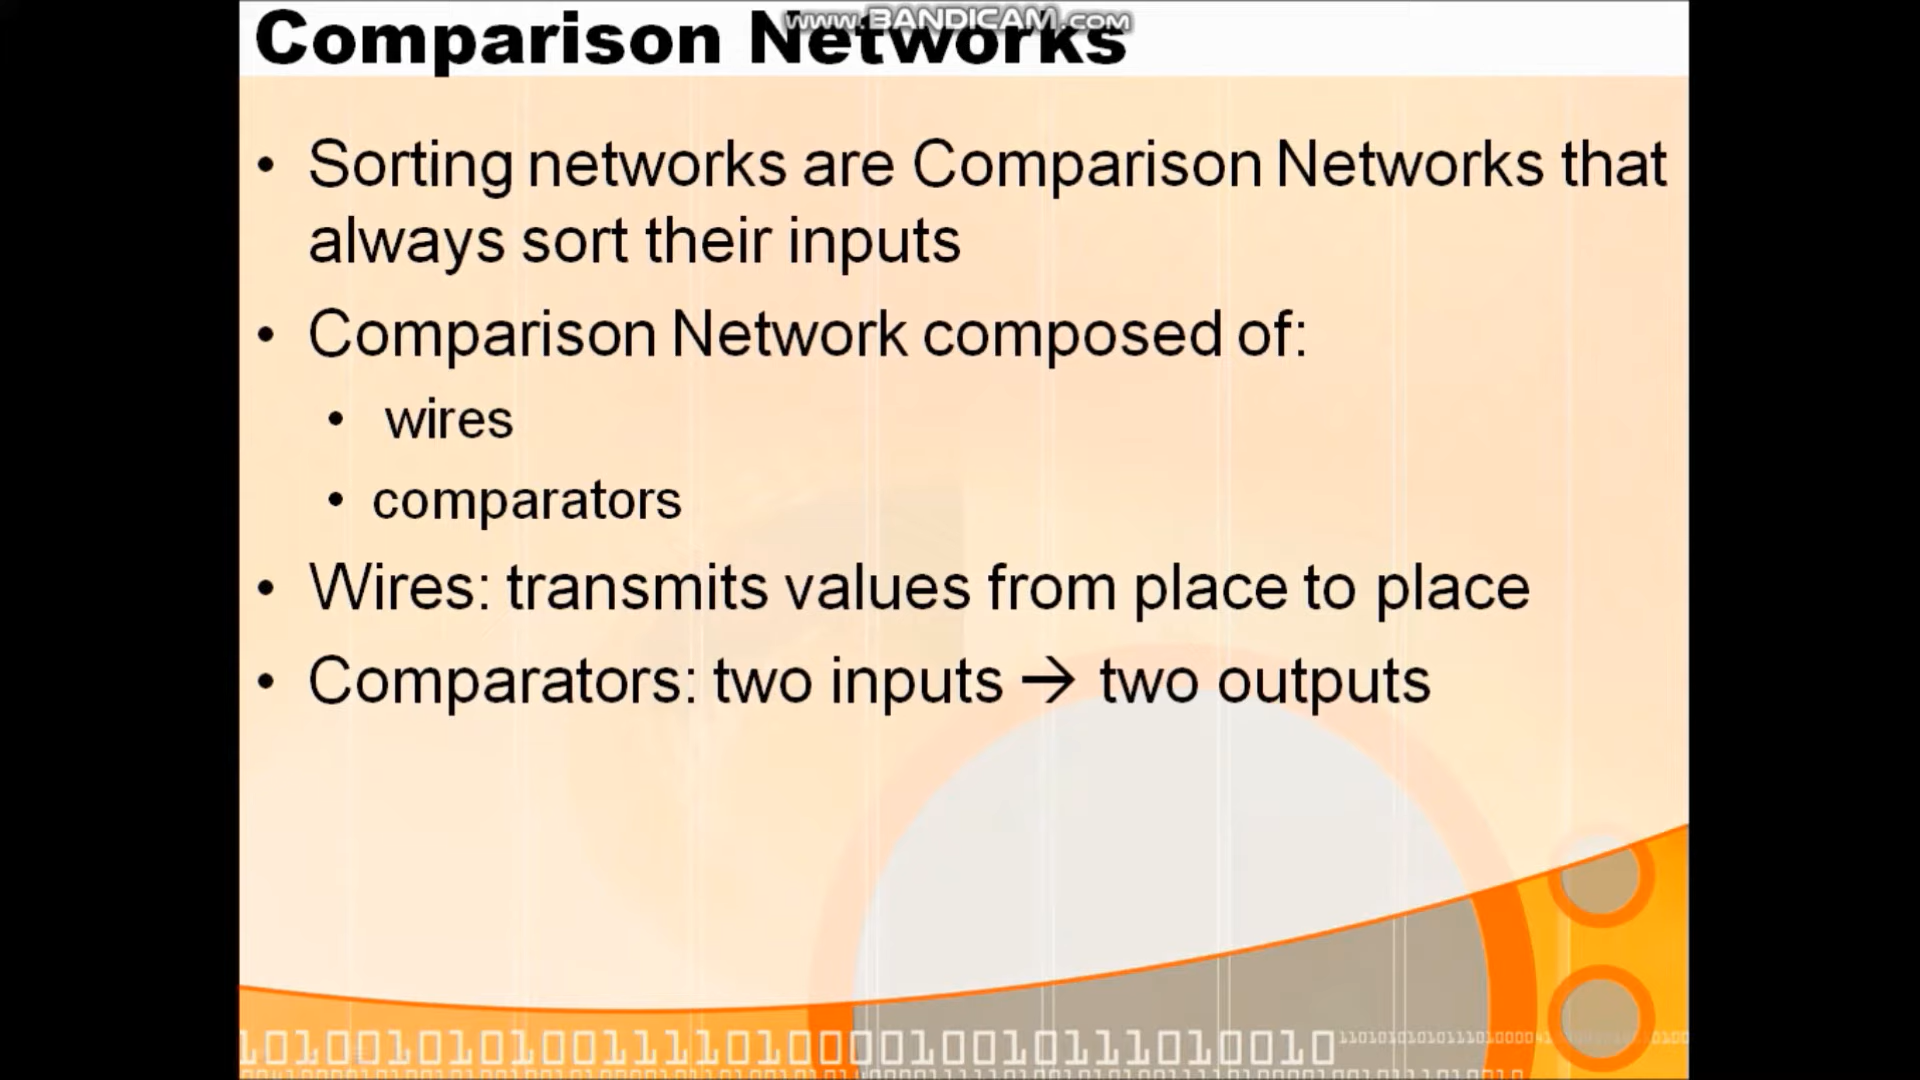 www.BANDICAM.com
Comparison Networks
• Sorting networks are Comparison Networks that
always sort their inputs
• Comparison Network composed of:
• wires
• comparators
• Wires: transmits values from place to place
• Comparators: two inputs → two outputs